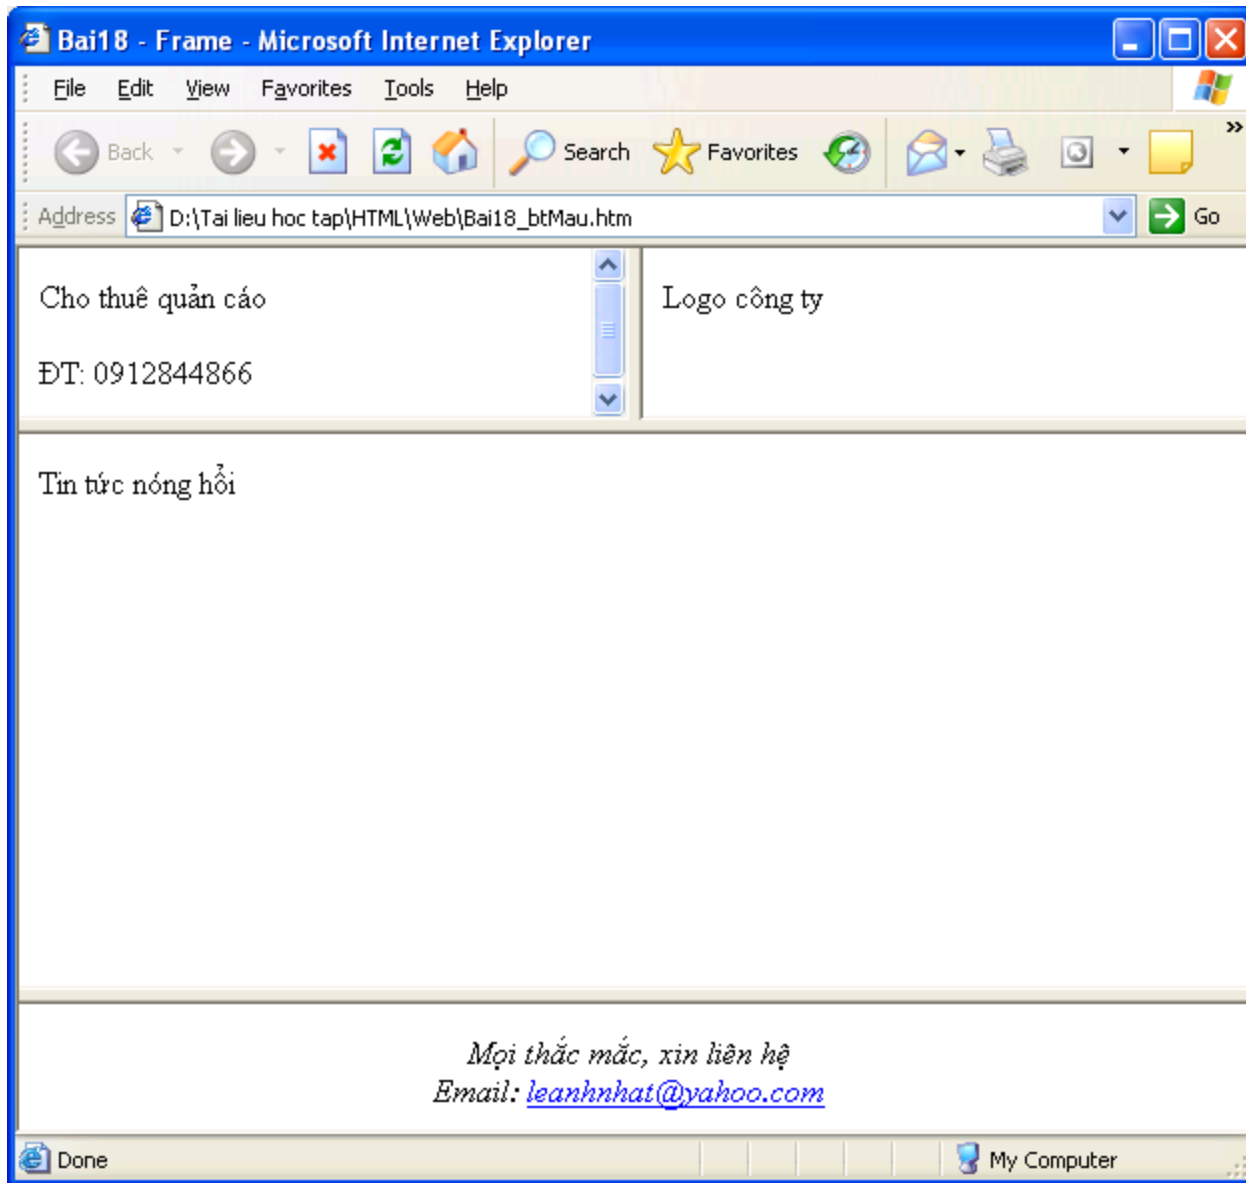 Bai18 - Frame - Microsoft Internet Explorer
File Edit View Favorites Tools Help
Back Search Favorites »
Address D:\Tai lieu hoc tap\HTML\Web\Bai18_btMau.htm Go
Cho thuê quản cáo
Logo công ty
ĐT: 0912844866
Tin tức nóng hổi
Mọi thắc mắc, xin liên hệ
Email: leanhnhat@yahoo.com
Done My Computer